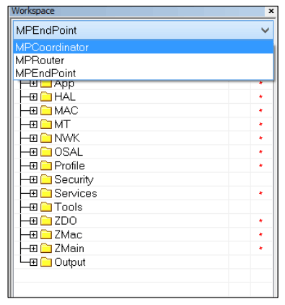 Workspace
MPEndPoint
MPCoordinator
MPRouter
MPEndPoint
App
HAL
MAC
MT
NWK
OSAL
Profile
Security
Services
Tools
ZDO
ZMac
ZMain
Output